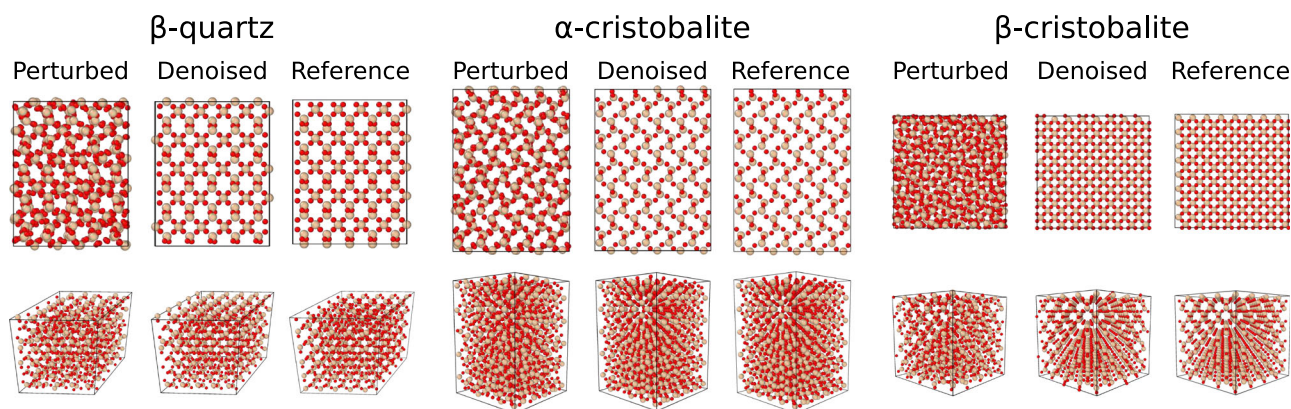 β-quartz α-cristobalite β-cristobalite
Perturbed Denoised Reference Perturbed Denoised Reference Perturbed Denoised Reference